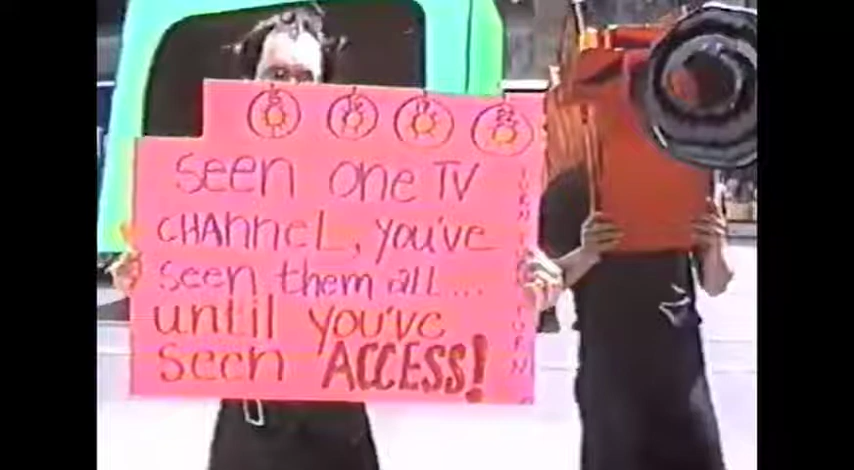 Seen One TV
CHAnneL, you've
seen them all...
until you've
seen ACCESS!